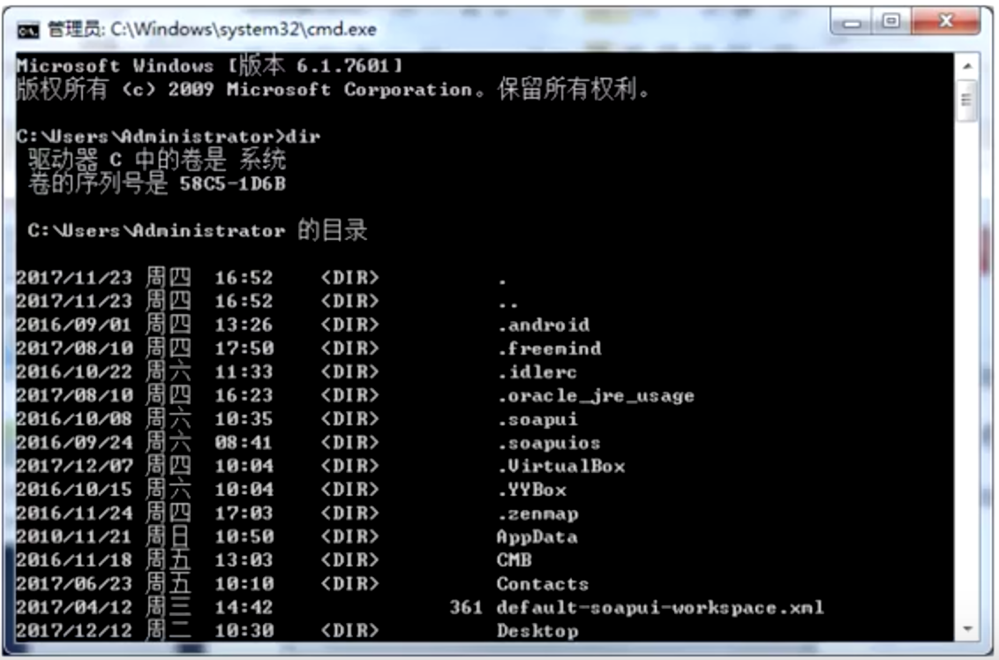 管理员: C:\Windows\system32\cmd.exe
Microsoft Windows [版本 6.1.7601]
版权所有 (c) 2009 Microsoft Corporation。保留所有权利。
C:\Users\Administrator>dir
驱动器 C 中的卷是 系统
卷的序列号是 58C5-1D6B
C:\Users\Administrator 的目录
2017/11/23 周四 16:52 <DIR> .
2017/11/23 周四 16:52 <DIR> ..
2016/09/01 周四 13:26 <DIR> .android
2017/08/10 周四 17:50 <DIR> .freemind
2016/10/22 周六 11:33 <DIR> .idlerc
2017/08/10 周四 16:23 <DIR> .oracle_jre_usage
2016/10/08 周六 10:35 <DIR> .soapui
2016/09/24 周六 08:41 <DIR> .soapuios
2017/12/07 周四 10:04 <DIR> .VirtualBox
2016/10/15 周六 10:04 <DIR> .YYBox
2016/11/24 周四 17:03 <DIR> .zenmap
2010/11/21 周日 10:50 <DIR> AppData
2016/11/18 周五 13:03 <DIR> CMB
2017/06/23 周五 10:10 <DIR> Contacts
2017/04/12 周三 14:42 361 default-soapui-workspace.xml
2017/12/12 周二 10:30 <DIR> Desktop